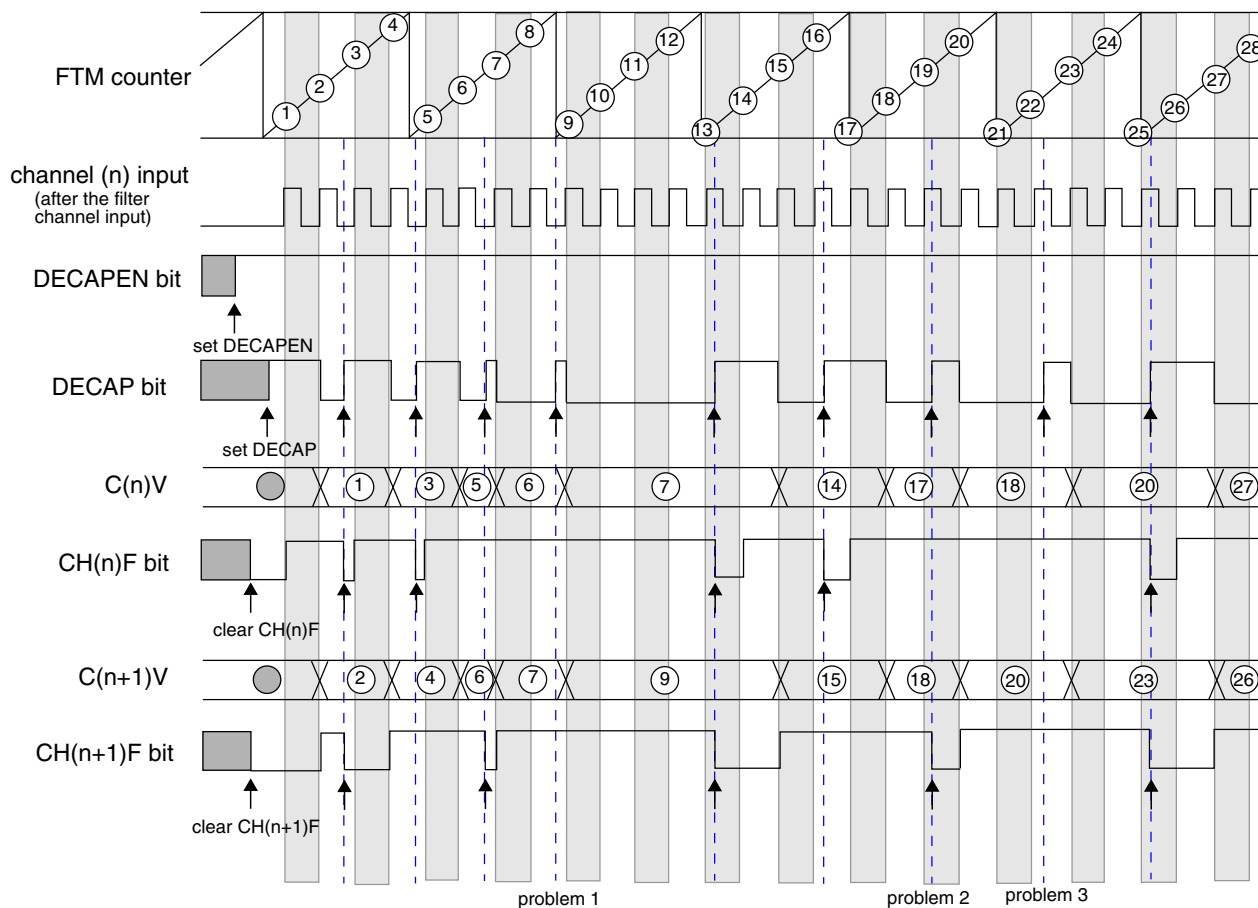 FTM counter
1 2 3 4 5 6 7 8 9 10 11 12 13 14 15 16 17 18 19 20 21 22 23 24 25 26 27 28
channel (n) input
(after the filter
channel input)
DECAPEN bit
set DECAPEN
DECAP bit
set DECAP
C(n)V
1 3 5 6 7 14 17 18 20 27
CH(n)F bit
clear CH(n)F
C(n+1)V
2 4 6 7 9 15 18 20 23 26
CH(n+1)F bit
clear CH(n+1)F
problem 1 problem 2 problem 3